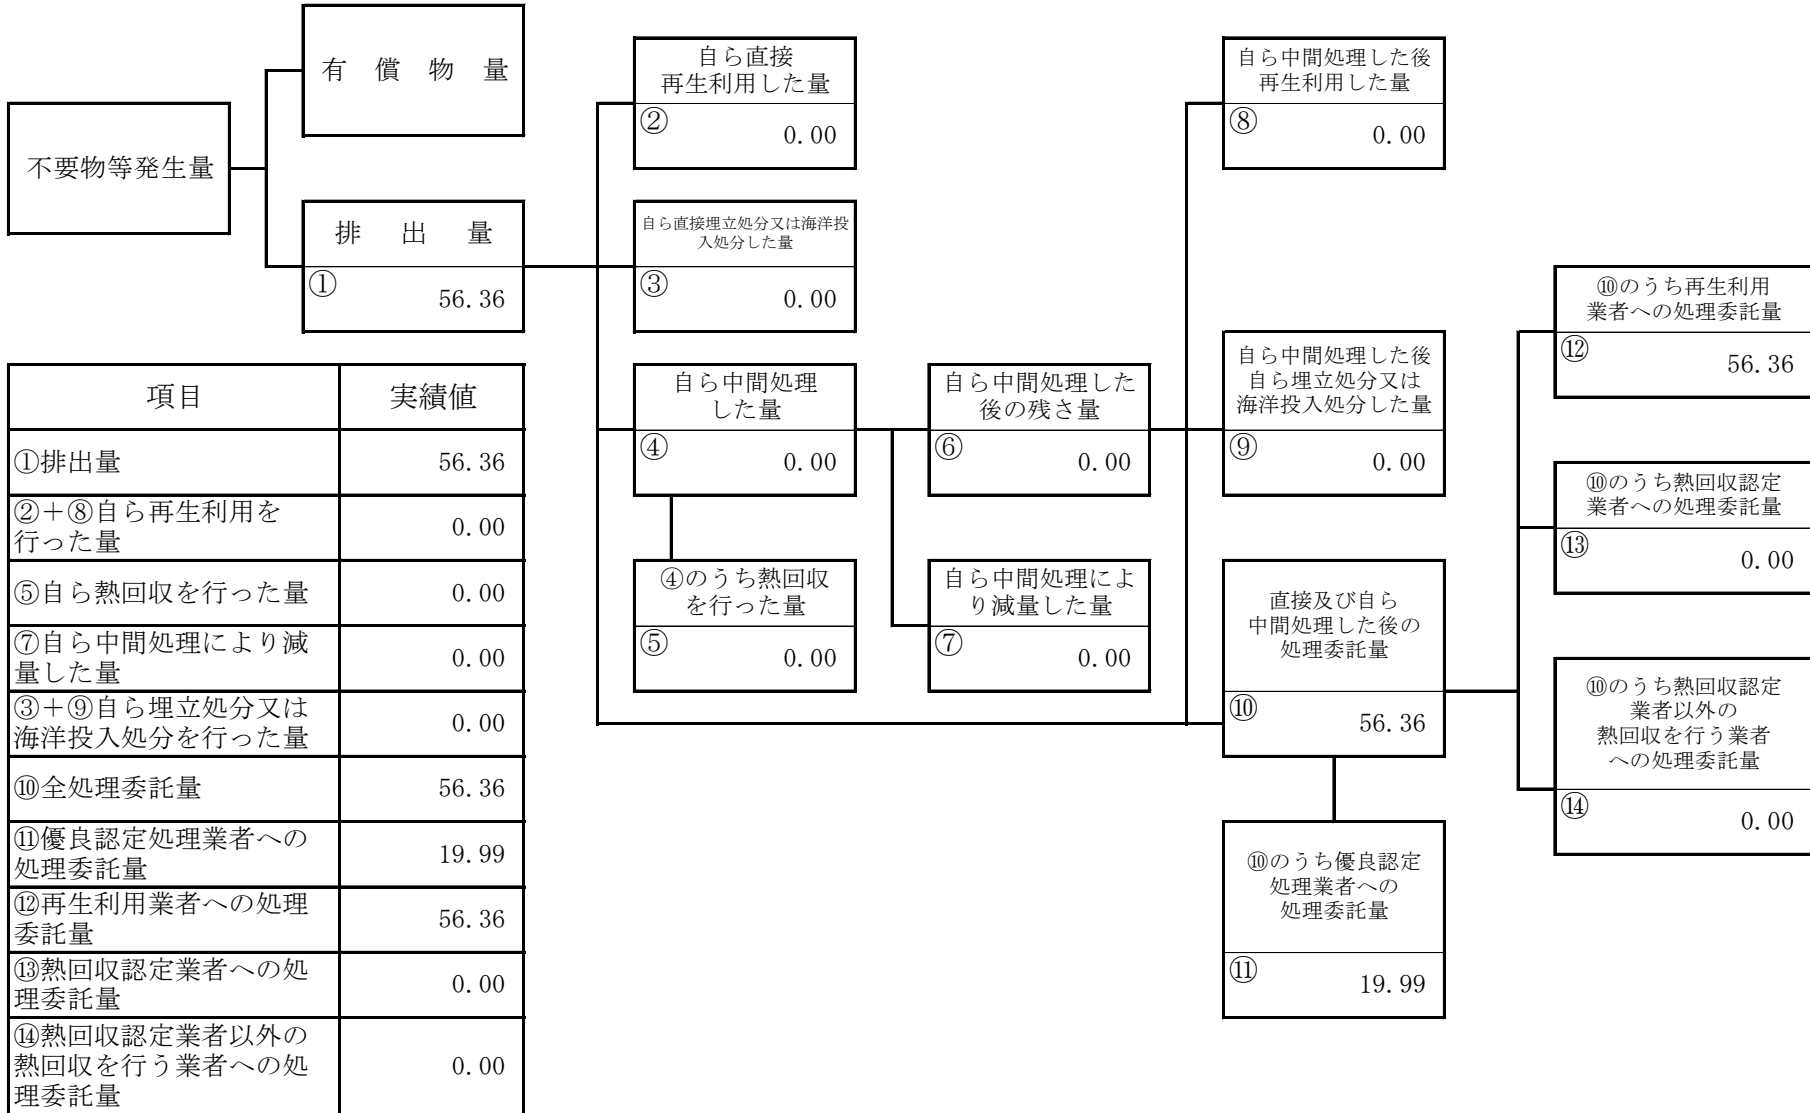 不要物等発生量
有償物量
排出量
①
56.36
自ら直接
再生利用した量
②
0.00
自ら直接埋立処分又は海洋投
入処分した量
③
0.00
自ら中間処理
した量
④
0.00
④のうち熱回収
を行った量
⑤
0.00
自ら中間処理した
後の残さ量
⑥
0.00
自ら中間処理によ
り減量した量
⑦
0.00
自ら中間処理した後
再生利用した量
⑧
0.00
自ら中間処理した後
自ら埋立処分又は
海洋投入処分した量
⑨
0.00
直接及び自ら
中間処理した後の
処理委託量
⑩
56.36
⑩のうち優良認定
処理業者への
処理委託量
⑪
19.99
⑩のうち再生利用
業者への処理委託量
⑫
56.36
⑩のうち熱回収認定
業者への処理委託量
⑬
0.00
⑩のうち熱回収認定
業者以外の
熱回収を行う業者
への処理委託量
⑭
0.00
項目
実績値
①排出量
56.36
②＋⑧自ら再生利用を
行った量
0.00
⑤自ら熱回収を行った量
0.00
⑦自ら中間処理により減
量した量
0.00
③＋⑨自ら埋立処分又は
海洋投入処分を行った量
0.00
⑩全処理委託量
56.36
⑪優良認定処理業者への
処理委託量
19.99
⑫再生利用業者への処理
委託量
56.36
⑬熱回収認定業者への処
理委託量
0.00
⑭熱回収認定業者以外の
熱回収を行う業者への処
理委託量
0.00